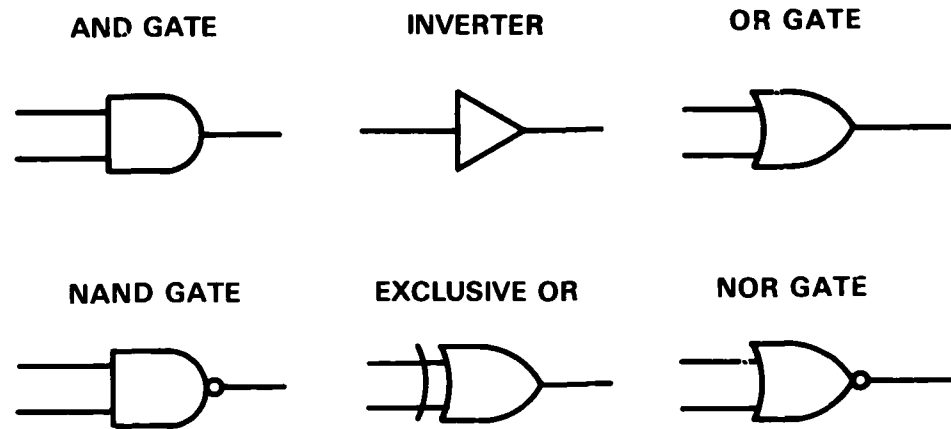 AND GATE
INVERTER
OR GATE
NAND GATE
EXCLUSIVE OR
NOR GATE